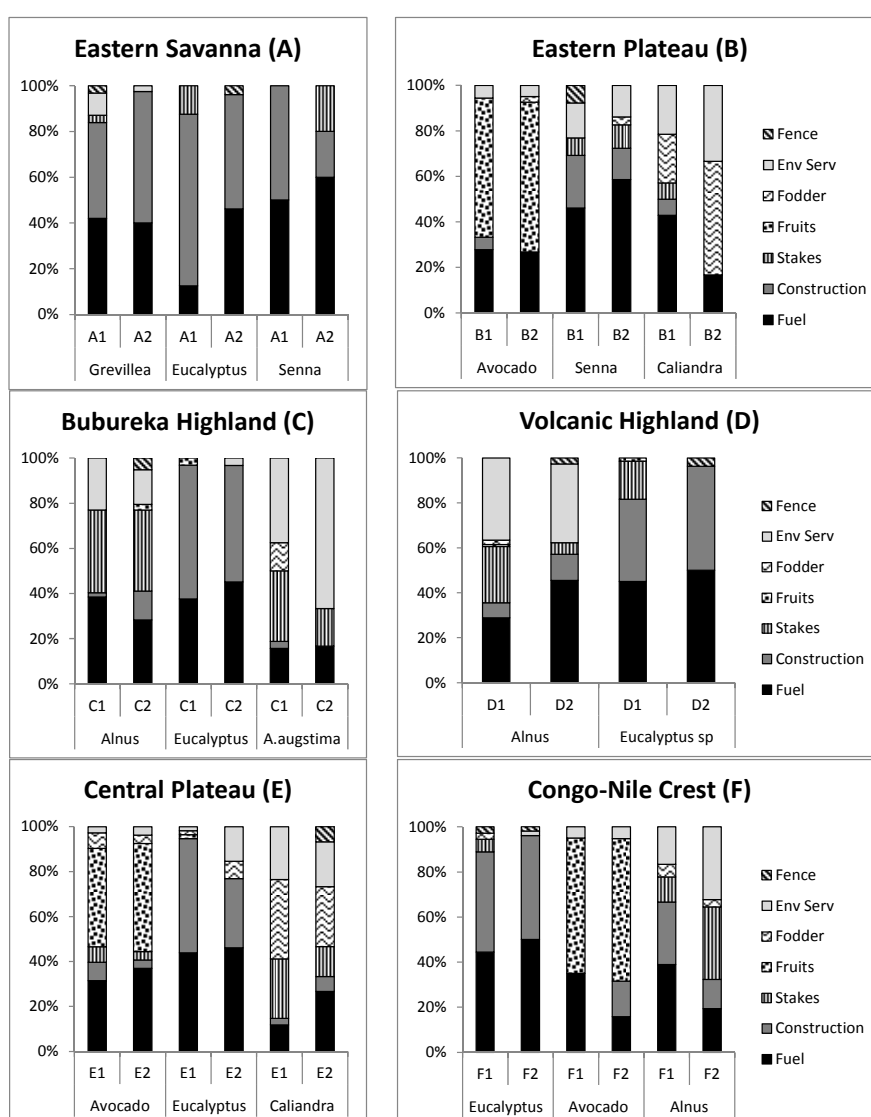 Eastern Savanna (A)
100%
80%
60%
40%
20%
0%
A1 A2 A1 A2 A1 A2
Grevillea Eucalyptus Senna
Eastern Plateau (B)
100%
80%
60%
40%
20%
0%
B1 B2 B1 B2 B1 B2
Avocado Senna Caliandra
Fence
Env Serv
Fodder
Fruits
Stakes
Construction
Fuel
Bubureka Highland (C)
100%
80%
60%
40%
20%
0%
C1 C2 C1 C2 C1 C2
Alnus Eucalyptus A.augstima
Volcanic Highland (D)
100%
80%
60%
40%
20%
0%
D1 D2 D1 D2
Alnus Eucalyptus sp
Fence
Env Serv
Fodder
Fruits
Stakes
Construction
Fuel
Central Plateau (E)
100%
80%
60%
40%
20%
0%
E1 E2 E1 E2 E1 E2
Avocado Eucalyptus Caliandra
Congo-Nile Crest (F)
100%
80%
60%
40%
20%
0%
F1 F2 F1 F2 F1 F2
Eucalyptus Avocado Alnus
Fence
Env Serv
Fodder
Fruits
Stakes
Construction
Fuel